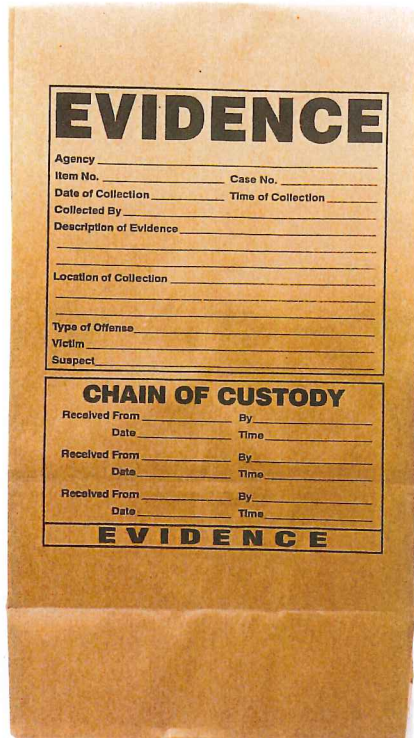 EVIDENCE
Agency
Item No. Case No.
Date of Collection Time of Collection
Collected By
Description of Evidence
Location of Collection
Type of Offense
Victim
Suspect
CHAIN OF CUSTODY
Received From By
Date Time
Received From By
Date Time
Received From By
Date Time
EVIDENCE